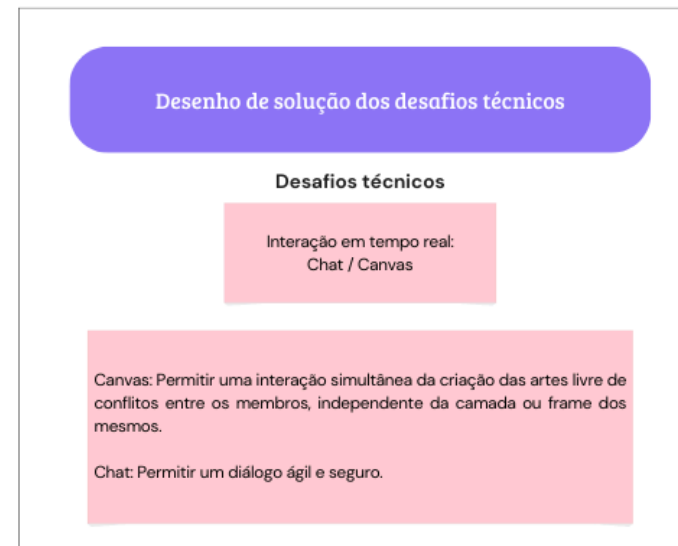 Desenho de solução dos desafios técnicos
Desafios técnicos
Interação em tempo real:
Chat / Canvas
Canvas: Permitir uma interação simultânea da criação das artes livre de
conflitos entre os membros, independente da camada ou frame dos
mesmos.
Chat: Permitir um diálogo ágil e seguro.